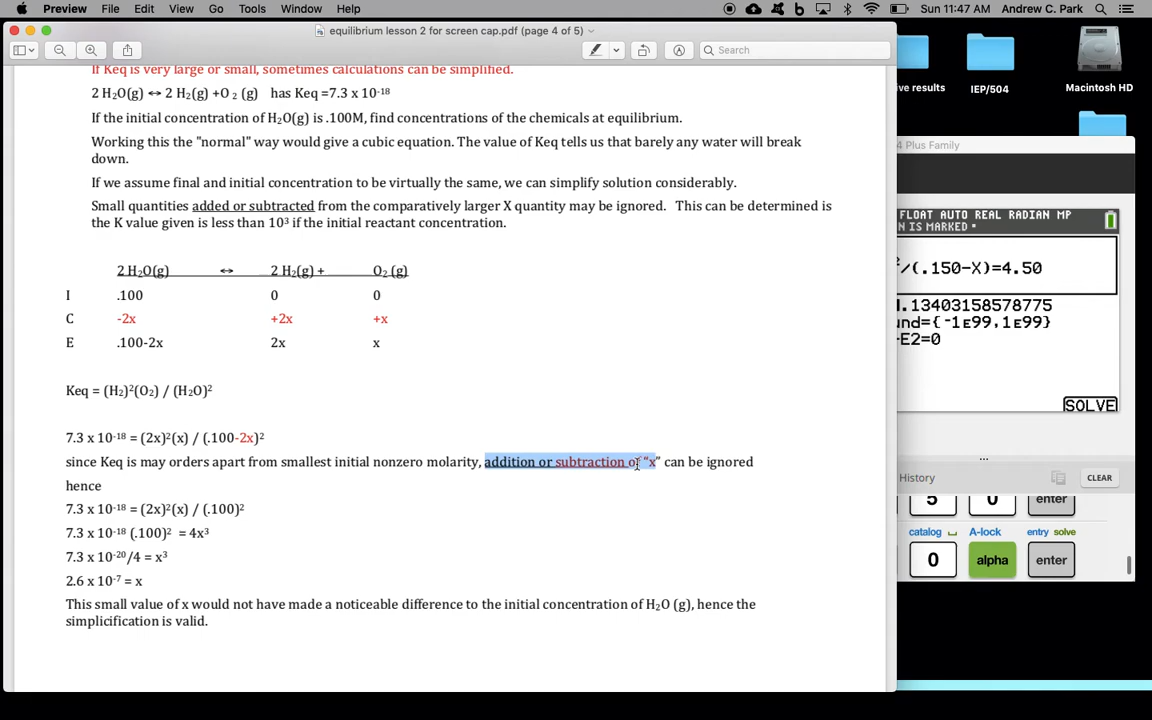 Preview File Edit View Go Tools Window Help Sun 11:47 AM Andrew C. Park
equilibrium lesson 2 for screen cap.pdf (page 4 of 5)
Search
If Keq is very large or small, sometimes calculations can be simplified.
2 H₂O(g) ↔ 2 H₂(g) +O ₂ (g) has Keq =7.3 x 10⁻¹⁸
If the initial concentration of H₂O(g) is .100M, find concentrations of the chemicals at equilibrium.
Working this the "normal" way would give a cubic equation. The value of Keq tells us that barely any water will break
down.
If we assume final and initial concentration to be virtually the same, we can simplify solution considerably.
Small quantities added or subtracted from the comparatively larger X quantity may be ignored. This can be determined is
the K value given is less than 10³ if the initial reactant concentration.
2 H₂O(g) ↔ 2 H₂(g) + O₂ (g)
I .100 0 0
C -2x +2x +x
E .100-2x 2x x
Keq = (H₂)²(O₂) / (H₂O)²
7.3 x 10⁻¹⁸ = (2x)²(x) / (.100-2x)²
since Keq is may orders apart from smallest initial nonzero molarity, addition or subtraction of "x" can be ignored
hence
7.3 x 10⁻¹⁸ = (2x)²(x) / (.100)²
7.3 x 10⁻¹⁸ (.100)² = 4x³
7.3 x 10⁻²⁰/4 = x³
2.6 x 10⁻⁷ = x
This small value of x would not have made a noticeable difference to the initial concentration of H₂O (g), hence the
simplicification is valid.
ive results
IEP/504
Macintosh HD
4 Plus Family
FLOAT AUTO REAL RADIAN MP
N IS MARKED
/(.150-X)=4.50
.13403158578775
und={-1E99,1E99}
-E2=0
SOLVE
History CLEAR
5 0 enter
catalog A-lock entry solve
0 alpha enter